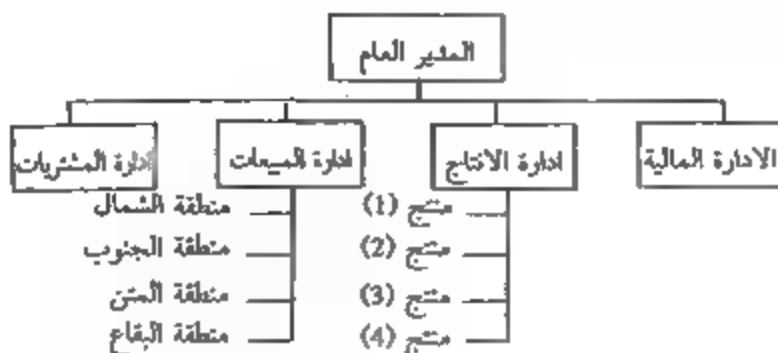 المدير العام
الادارة المالية
ادارة الانتاج
ادارة المبيعات
ادارة المشتريات
منتج (1)
منتج (2)
منتج (3)
منتج (4)
منطقة الشمال
منطقة الجنوب
منطقة المتن
منطقة البقاع